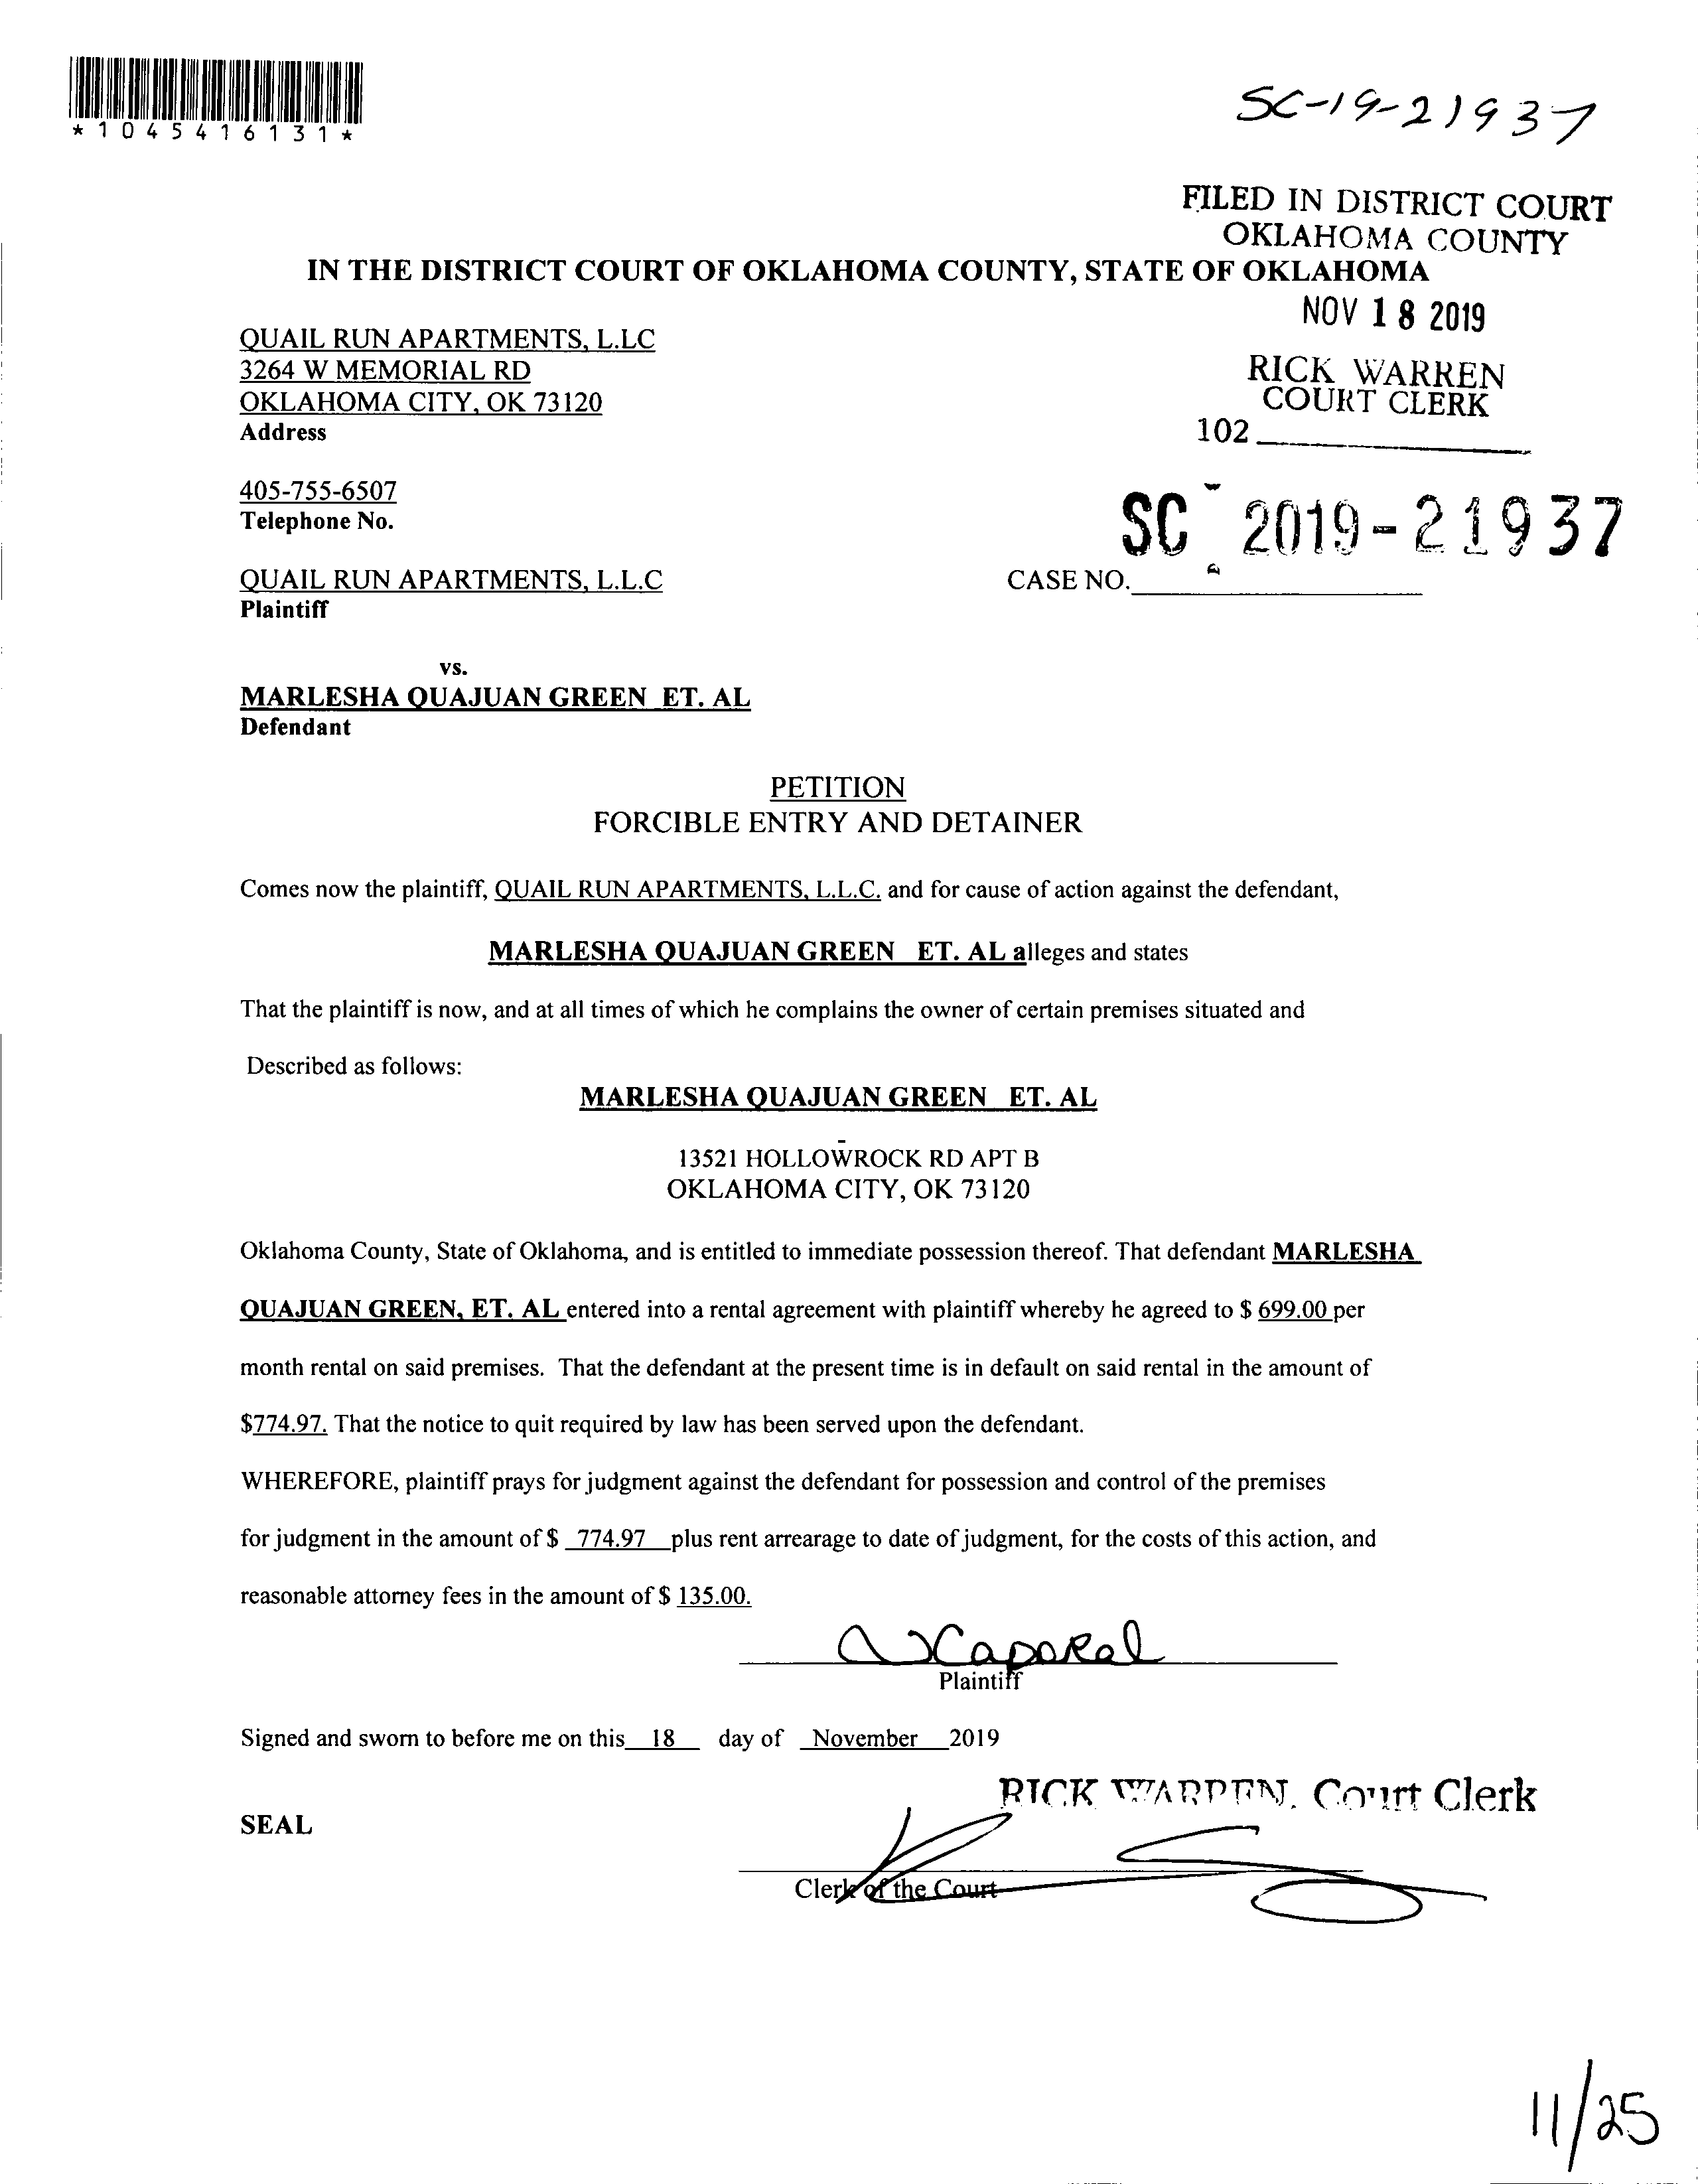 *1045416131*
SC-19-21937
FILED IN DISTRICT COURT
OKLAHOMA COUNTY
IN THE DISTRICT COURT OF OKLAHOMA COUNTY, STATE OF OKLAHOMA
NOV 18 2019
QUAIL RUN APARTMENTS, L.LC
3264 W MEMORIAL RD
RICK WARREN
OKLAHOMA CITY, OK 73120
COURT CLERK
Address
102
405-755-6507
Telephone No.
SC - 2019-21937
QUAIL RUN APARTMENTS, L.L.C
CASE NO.
Plaintiff
vs.
MARLESHA QUAJUAN GREEN ET. AL
Defendant
PETITION
FORCIBLE ENTRY AND DETAINER
Comes now the plaintiff, QUAIL RUN APARTMENTS, L.L.C. and for cause of action against the defendant,
MARLESHA QUAJUAN GREEN ET. AL alleges and states
That the plaintiff is now, and at all times of which he complains the owner of certain premises situated and
Described as follows:
MARLESHA QUAJUAN GREEN ET. AL
13521 HOLLOWROCK RD APT B
OKLAHOMA CITY, OK 73120
Oklahoma County, State of Oklahoma, and is entitled to immediate possession thereof. That defendant MARLESHA
QUAJUAN GREEN, ET. AL entered into a rental agreement with plaintiff whereby he agreed to $ 699.00 per
month rental on said premises. That the defendant at the present time is in default on said rental in the amount of
$774.97. That the notice to quit required by law has been served upon the defendant.
WHEREFORE, plaintiff prays for judgment against the defendant for possession and control of the premises
for judgment in the amount of $ 774.97 plus rent arrearage to date of judgment, for the costs of this action, and
reasonable attorney fees in the amount of $ 135.00.
Plaintiff
Signed and sworn to before me on this 18 day of November 2019
RICK WARREN, Court Clerk
SEAL
Clerk of the Court
11/25